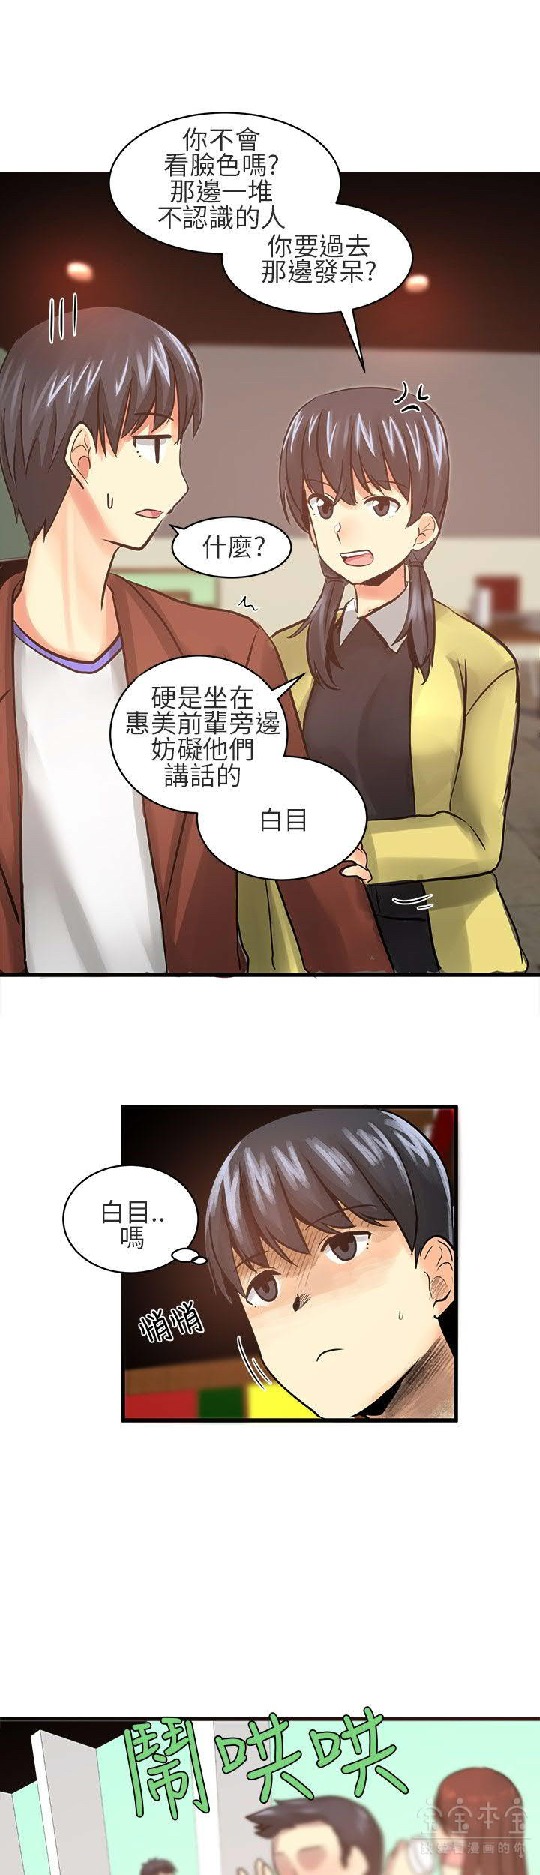 你不會
看臉色嗎?
那邊一堆
不認識的人
你要過去
那邊發呆?
什麼?
硬是坐在
惠美前輩旁邊
妨礙他們
講話的
白目
白目..
嗎
悄悄
鬧哄哄